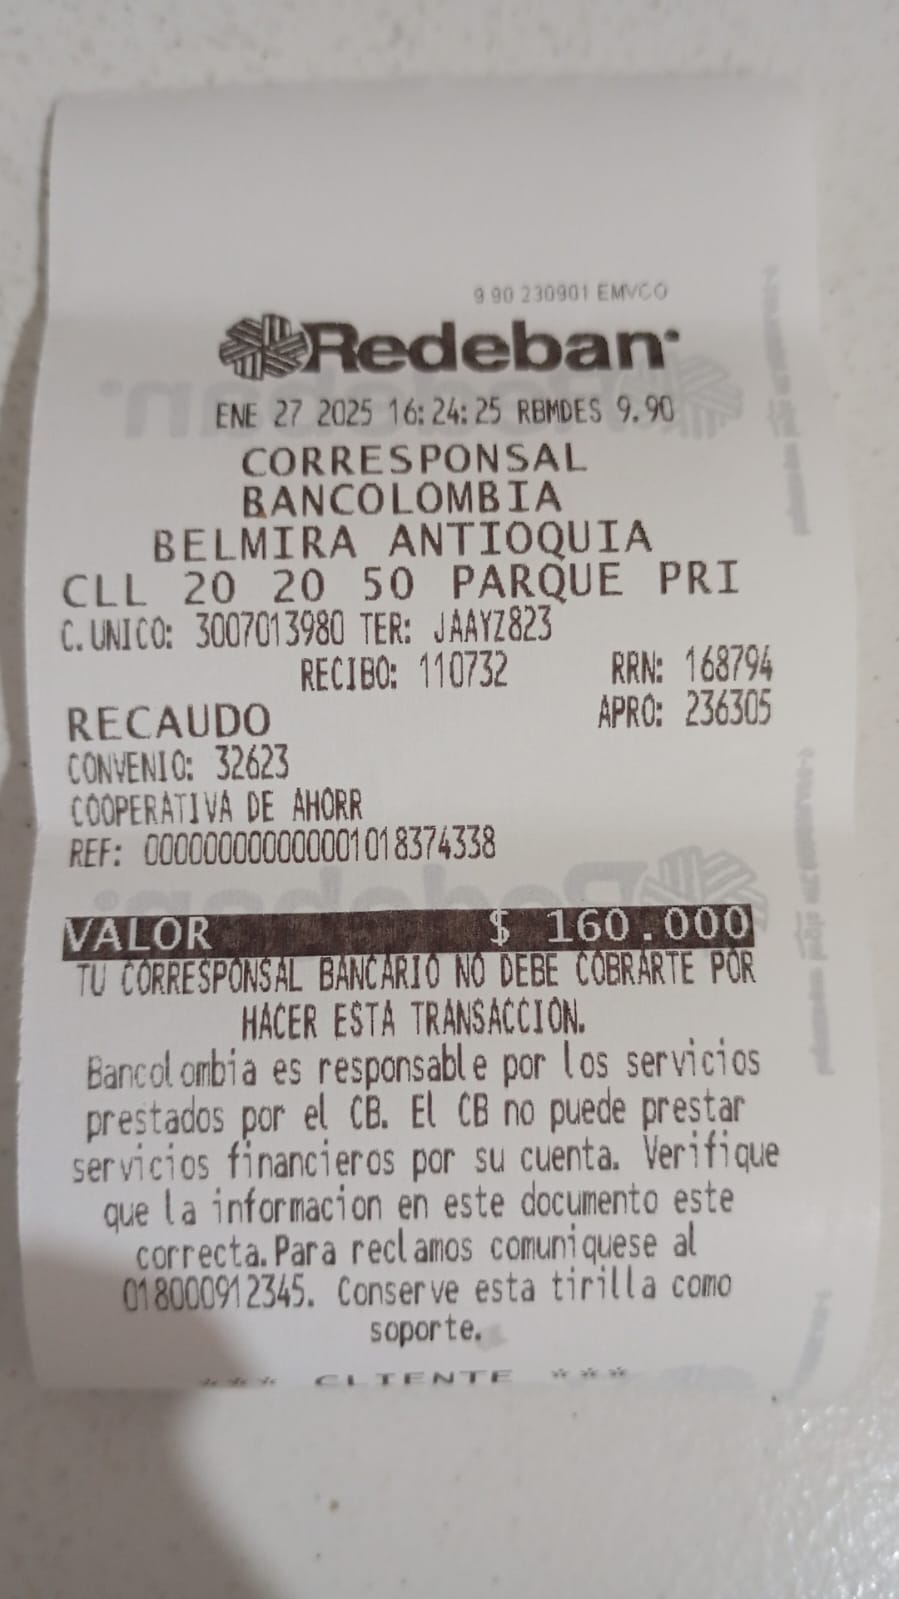 9 90 230901 EMVCO
Redeban
ENE 27 2025 16:24:25 RBMDES 9.90
CORRESPONSAL
BANCOLOMBIA
BELMIRA ANTIOQUIA
CLL 20 20 50 PARQUE PRI
C. UNICO: 3007013980 TER: JAAYZ823
RECIBO: 110732 RRN: 168794
RECAUDO APRO: 236305
CONVENIO: 32623
COOPERATIVA DE AHORR
REF: 00000000000001018374338
VALOR $ 160.000
TU CORRESPONSAL BANCARIO NO DEBE COBRARTE POR
HACER ESTA TRANSACCION.
Bancolombia es responsable por los servicios
prestados por el CB. El CB no puede prestar
servicios financieros por su cuenta. Verifique
que la informacion en este documento este
correcta.Para reclamos comuniquese al
018000912345. Conserve esta tirilla como
soporte.
*** CLIENTE ***